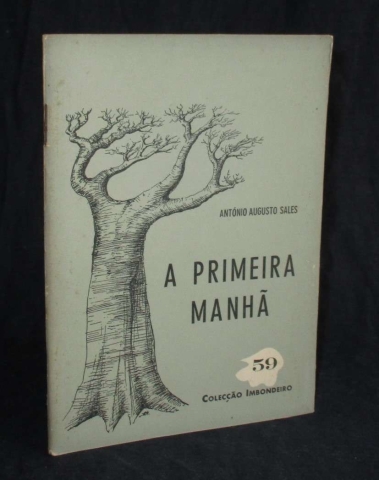 ANTÓNIO AUGUSTO SALES
A PRIMEIRA
MANHÃ
59
COLECÇÃO IMBONDEIRO